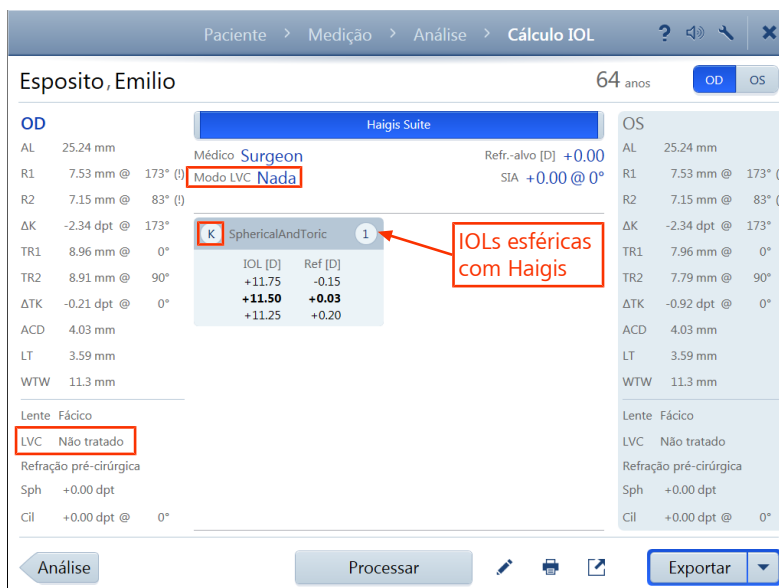 Paciente > Medição > Análise > Cálculo IOL ?
Esposito, Emilio 64 anos OD OS
OD
AL 25.24 mm
R1 7.53 mm @ 173° (!)
R2 7.15 mm @ 83° (!)
ΔK -2.34 dpt @ 173°
TR1 8.96 mm @ 0°
TR2 8.91 mm @ 90°
ΔTK -0.21 dpt @ 0°
ACD 4.03 mm
LT 3.59 mm
WTW 11.3 mm
Lente Fácico
LVC Não tratado
Refração pré-cirúrgica
Sph +0.00 dpt
Cil +0.00 dpt @ 0°
Haigis Suite
Médico Surgeon Refr.-alvo [D] +0.00
Modo LVC Nada SIA +0.00 @ 0°
K SphericalAndToric 1
IOL [D] Ref [D]
+11.75 -0.15
+11.50 +0.03
+11.25 +0.20
IOLs esféricas
com Haigis
OS
AL 25.24 mm
R1 7.53 mm @ 173° (
R2 7.15 mm @ 83° (
ΔK -2.34 dpt @ 173°
TR1 7.96 mm @ 0°
TR2 7.79 mm @ 90°
ΔTK -0.92 dpt @ 0°
ACD 4.03 mm
LT 3.59 mm
WTW 11.3 mm
Lente Fácico
LVC Não tratado
Refração pré-cirúrgica
Sph +0.00 dpt
Cil +0.00 dpt @ 0°
Análise Processar Exportar